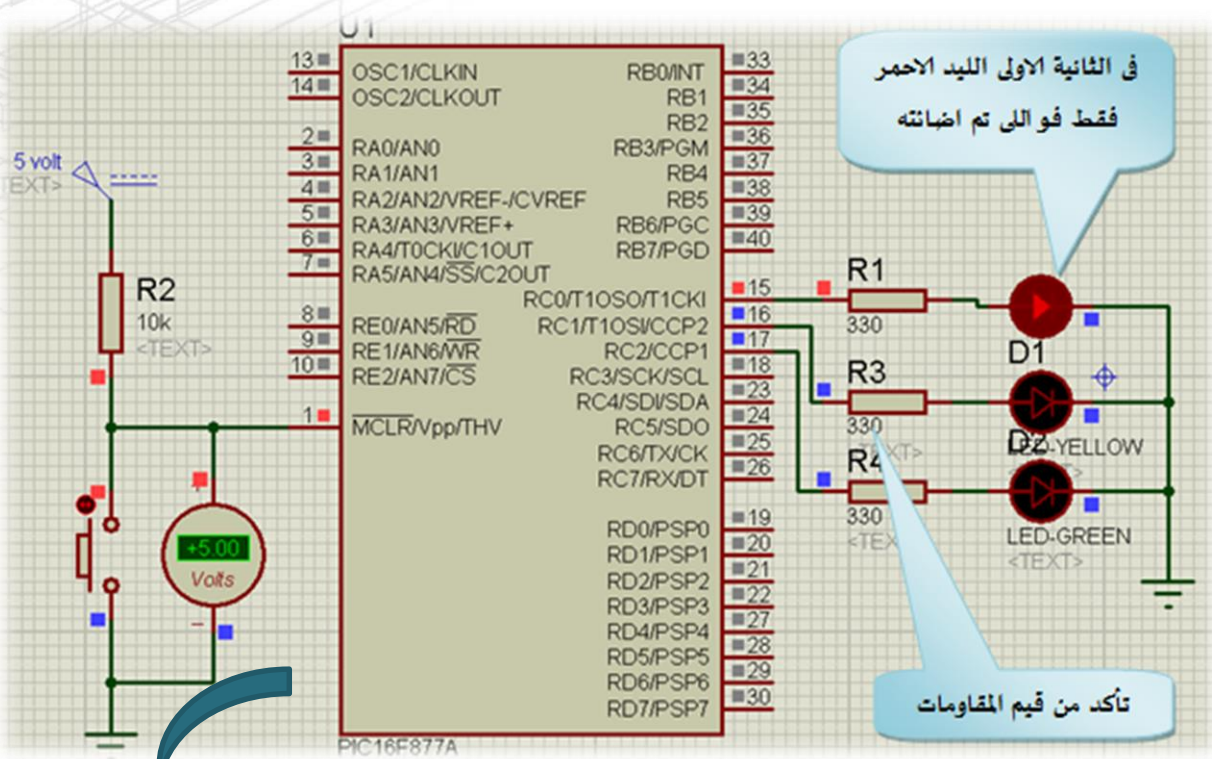 U1
13
OSC1/CLKIN
14
OSC2/CLKOUT
2
RA0/AN0
3
RA1/AN1
4
RA2/AN2/VREF-/CVREF
5
RA3/AN3/VREF+
6
RA4/T0CKI/C1OUT
7
RA5/AN4/SS/C2OUT
8
RE0/AN5/RD
9
RE1/AN6/WR
10
RE2/AN7/CS
1
MCLR/Vpp/THV
RB0/INT
33
RB1
34
RB2
35
RB3/PGM
36
RB4
37
RB5
38
RB6/PGC
39
RB7/PGD
40
RC0/T1OSO/T1CKI
15
RC1/T1OSI/CCP2
16
RC2/CCP1
17
RC3/SCK/SCL
18
RC4/SDI/SDA
23
RC5/SDO
24
RC6/TX/CK
25
RC7/RX/DT
26
RD0/PSP0
19
RD1/PSP1
20
RD2/PSP2
21
RD3/PSP3
22
RD4/PSP4
27
RD5/PSP5
28
RD6/PSP6
29
RD7/PSP7
30
PIC16F877A
5 volt
R2
10k
<TEXT>
+5.00
Volts
R1
330
R3
330
R4
330
D1
D2
LED-YELLOW
LED-GREEN
<TEXT>
فى الثانية الاولى الليد الاحمر
فقط فو اللى تم اضائته
تأكد من قيم المقاومات